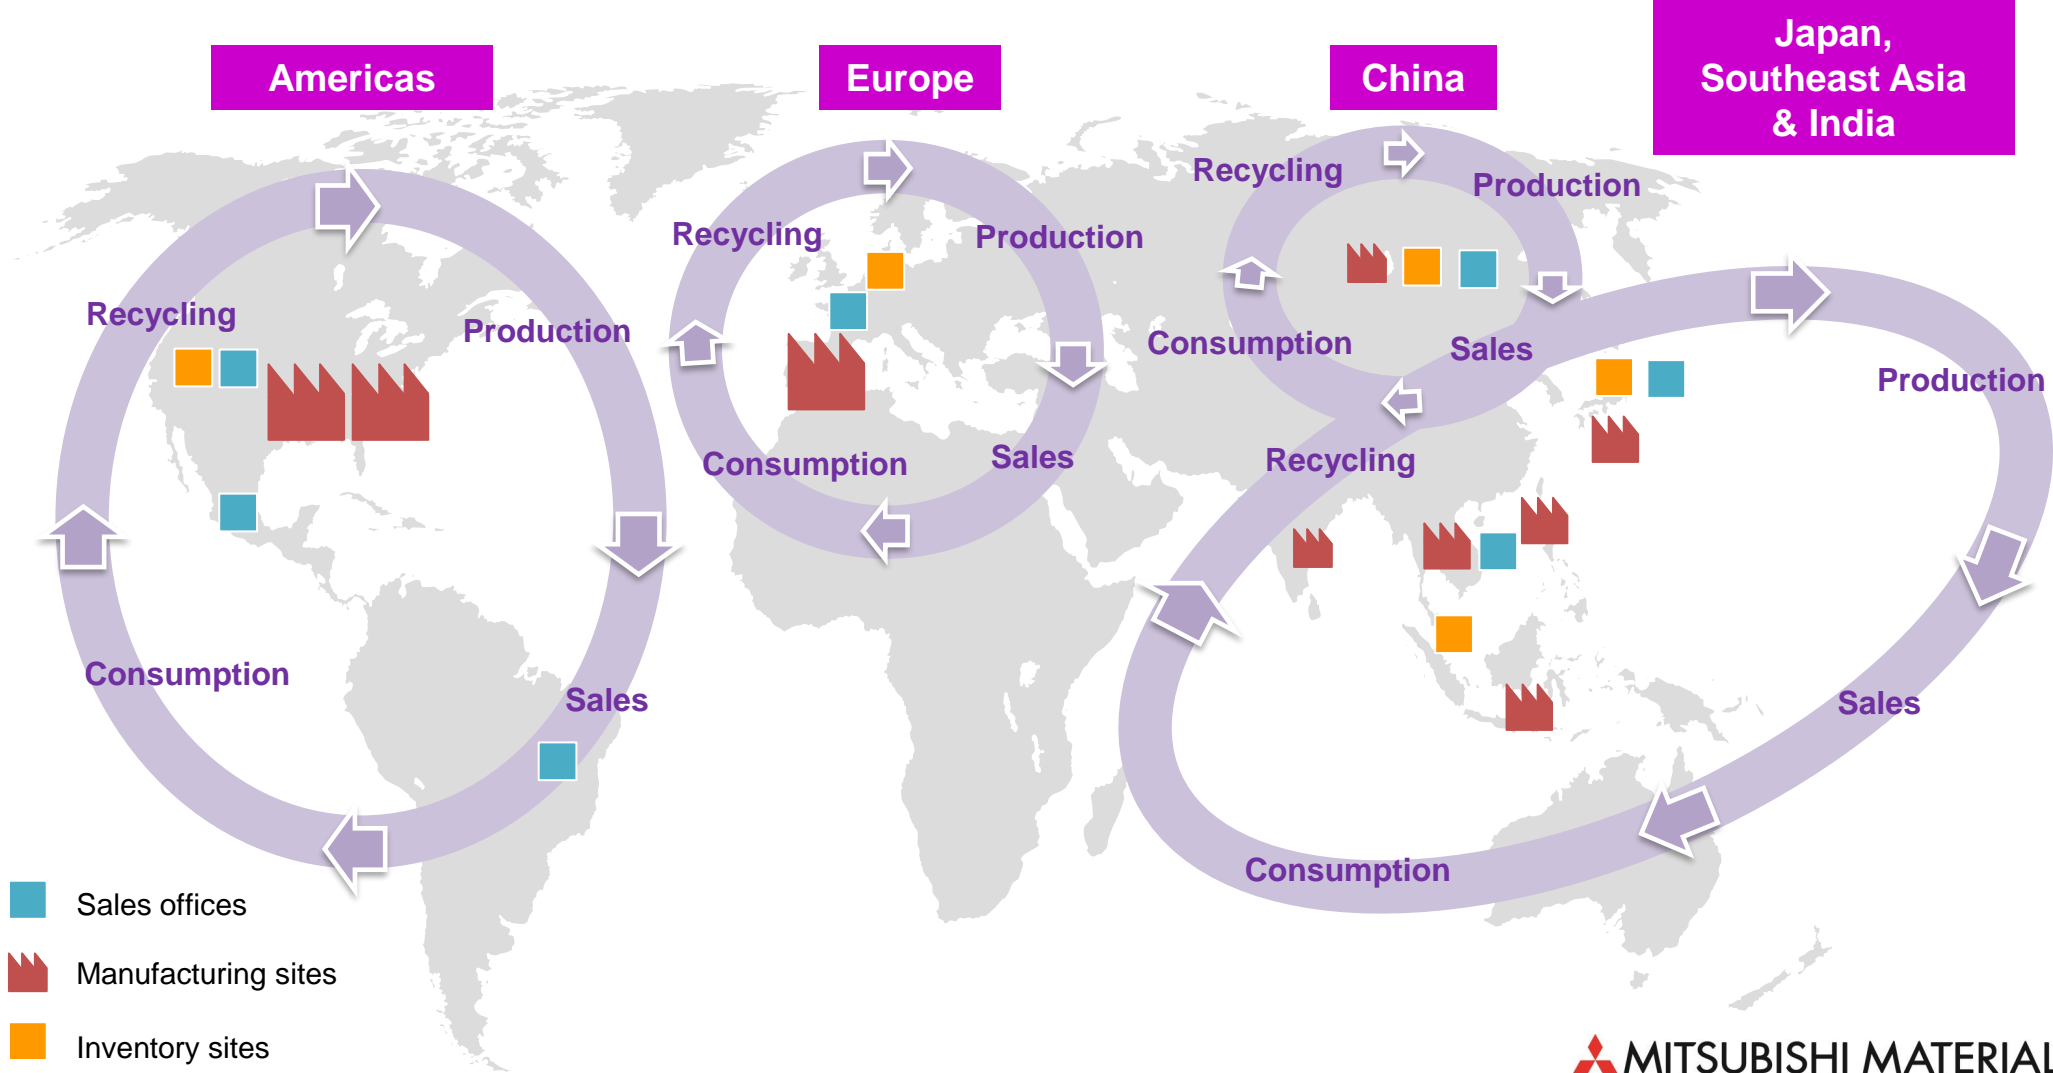 Americas
Europe
China
Japan,
Southeast Asia
& India
Recycling
Production
Consumption
Sales
Recycling
Production
Consumption
Sales
Recycling
Production
Consumption
Sales
Recycling
Production
Sales
Consumption
Sales offices
Manufacturing sites
Inventory sites
MITSUBISHI MATERIAL